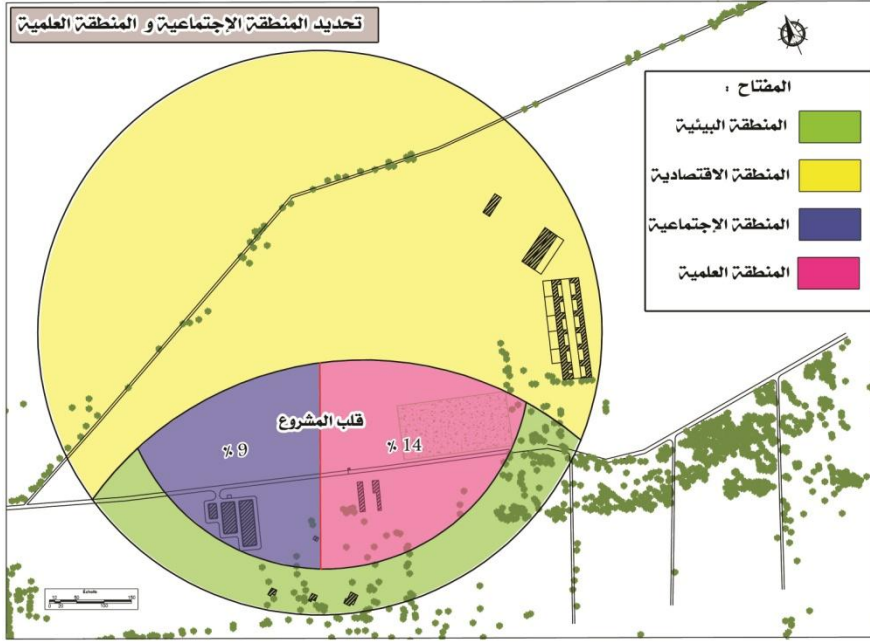 تحديد المنطقة الإجتماعية و المنطقة العلمية
المفتاح :
المنطقة البيئية
المنطقة الاقتصادية
المنطقة الإجتماعية
المنطقة العلمية
قلب المشروع
9 %
14 %